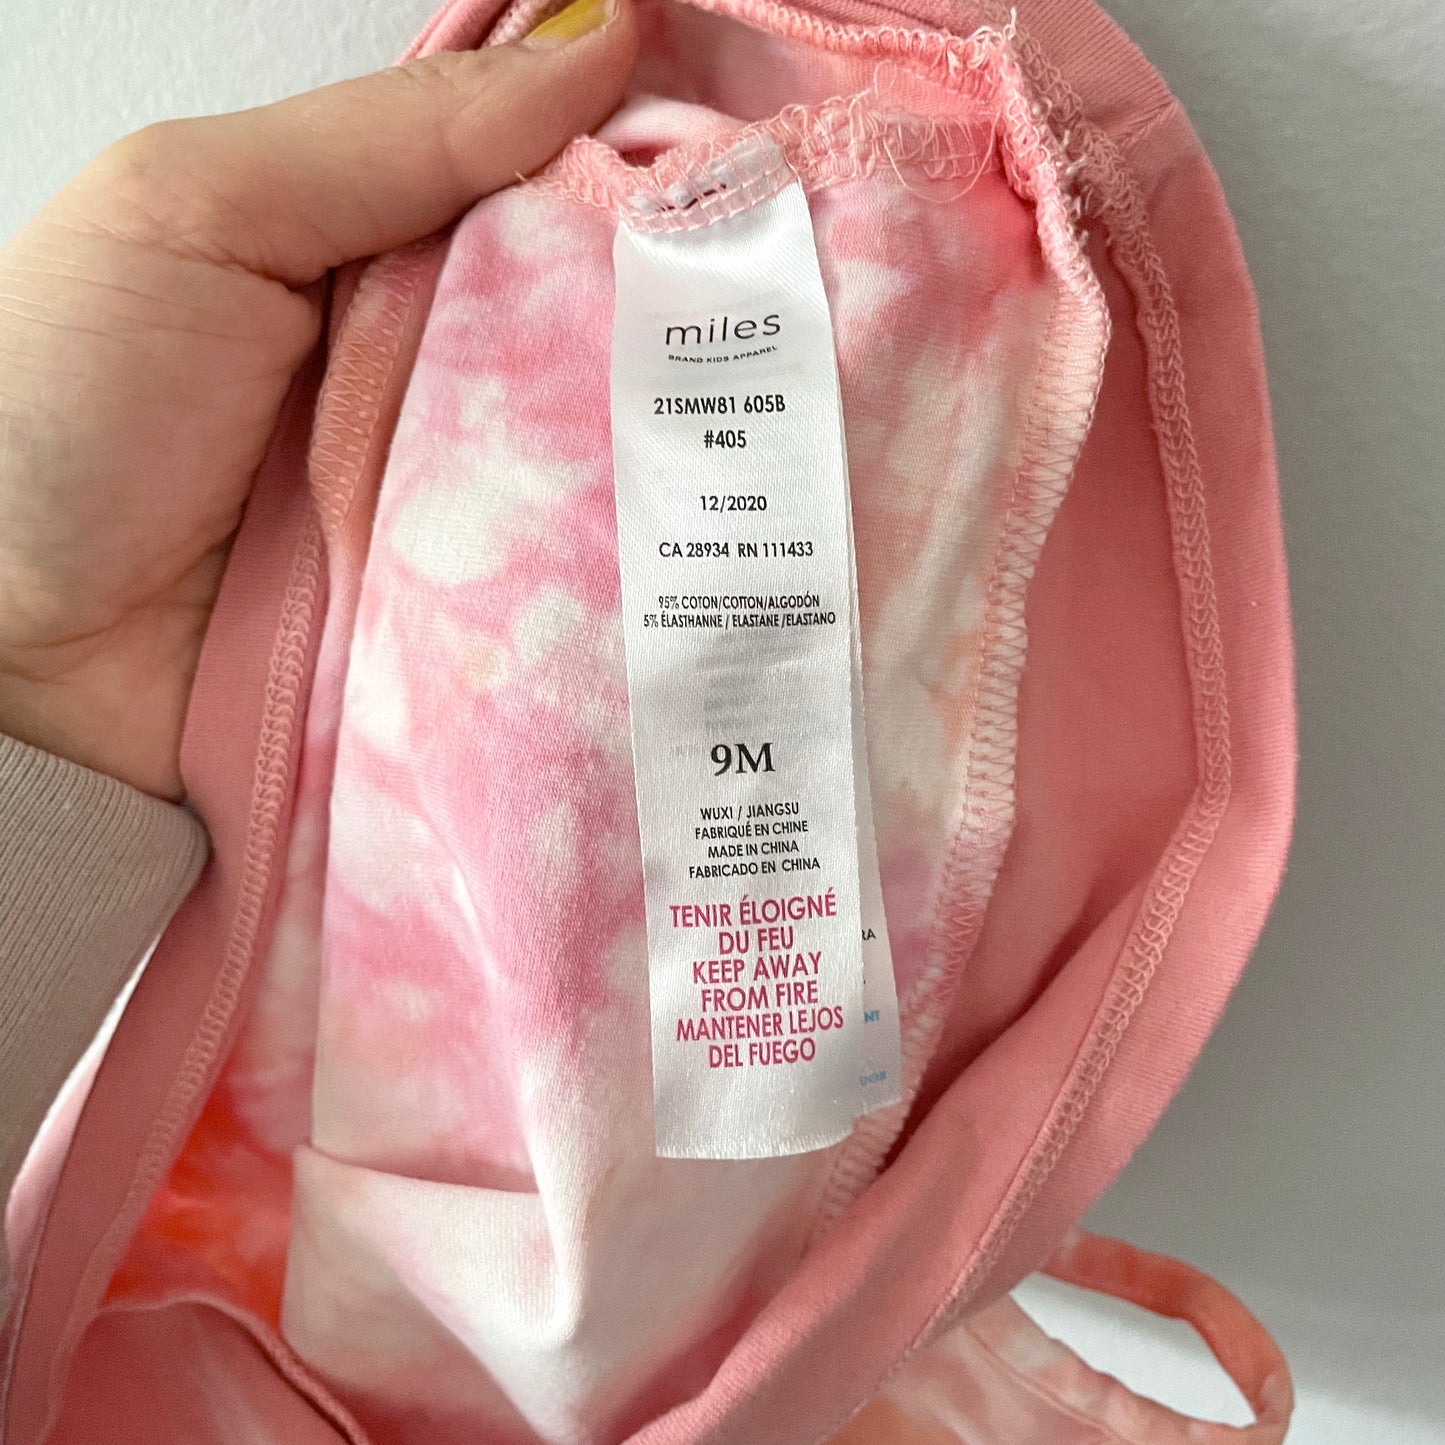 miles
BRAND KIDS APPAREL
21SMW81 605B
#405
12/2020
CA 28934 RN 111433
95% COTON/COTTON/ALGODÓN
5% ÉLASTHANNE / ELASTANE /ELASTANO
9M
WUXI / JIANGSU
FABRIQUÉ EN CHINE
MADE IN CHINA
FABRICADO EN CHINA
TENIR ÉLOIGNÉ
DU FEU
KEEP AWAY
FROM FIRE
MANTENER LEJOS
DEL FUEGO